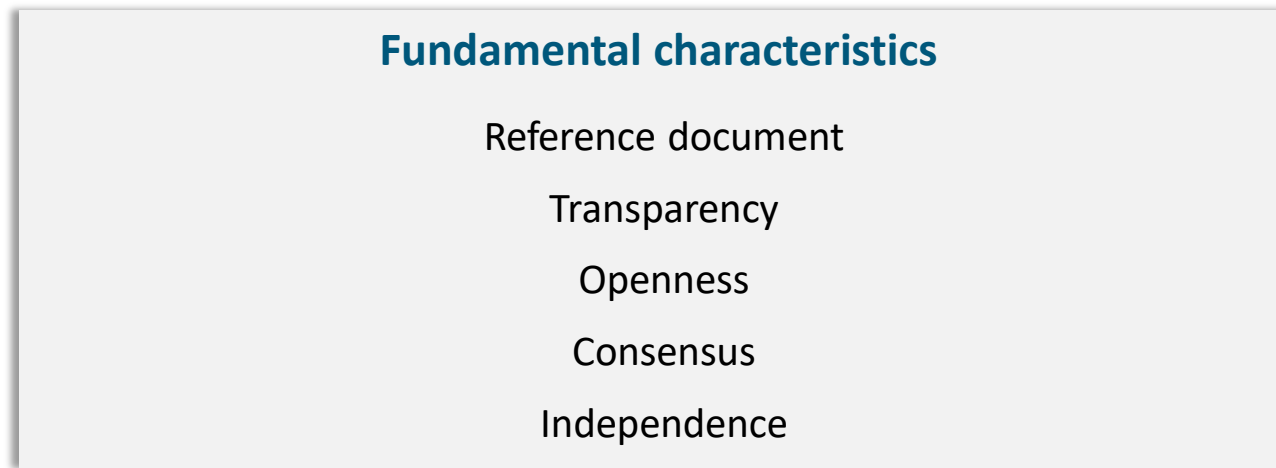 Fundamental characteristics
Reference document
Transparency
Openness
Consensus
Independence